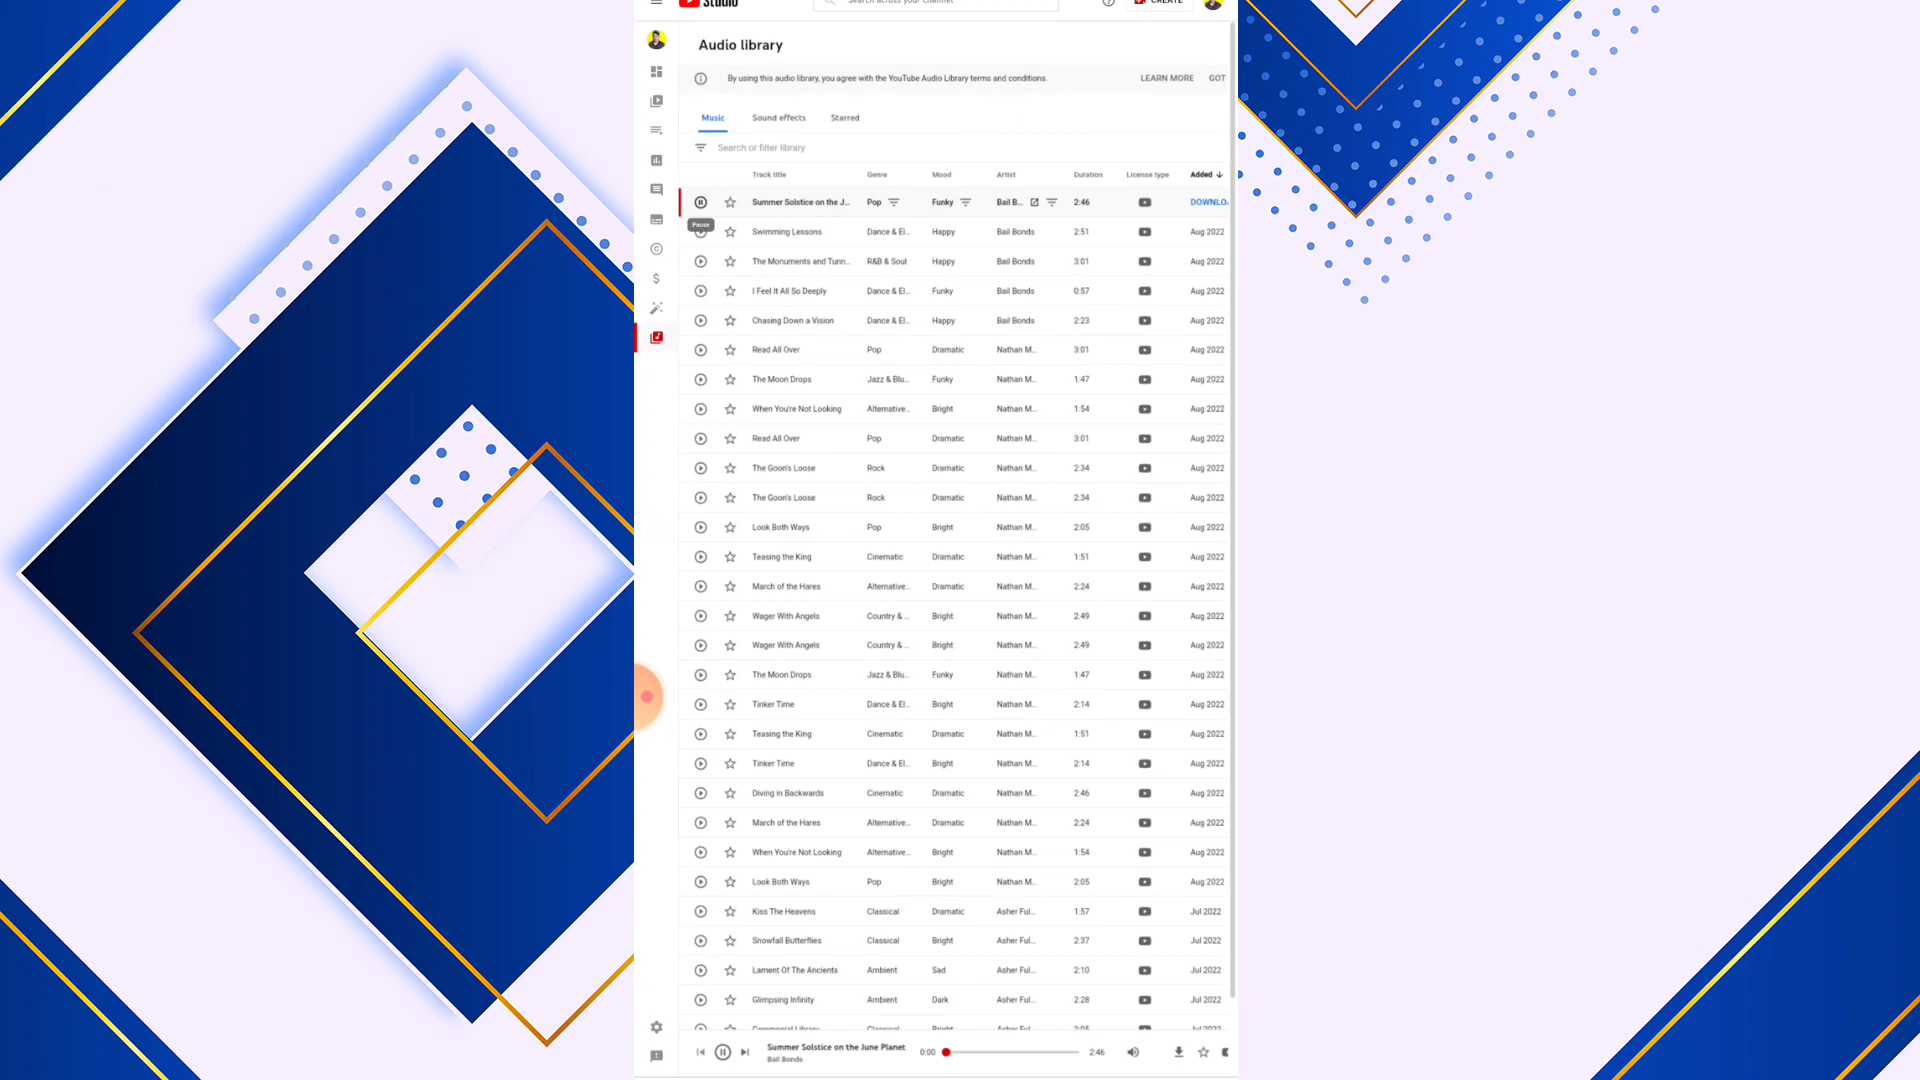 Studio
Search across your channel
CREATE
Audio library
By using this audio library, you agree with the YouTube Audio Library terms and conditions. LEARN MORE GOT
Music Sound effects Starred
Search or filter library
Track title Genre Mood Artist Duration License type Added
Summer Solstice on the J... Pop Funky Bail B... 2:46 DOWNLO
Pause
Swimming Lessons Dance & El... Happy Bail Bonds 2:51 Aug 2022
The Monuments and Tunn... R&B & Soul Happy Bail Bonds 3:01 Aug 2022
I Feel It All So Deeply Dance & El... Funky Bail Bonds 0:57 Aug 2022
Chasing Down a Vision Dance & El... Happy Bail Bonds 2:23 Aug 2022
Read All Over Pop Dramatic Nathan M... 3:01 Aug 2022
The Moon Drops Jazz & Blu... Funky Nathan M... 1:47 Aug 2022
When You're Not Looking Alternative... Bright Nathan M... 1:54 Aug 2022
Read All Over Pop Dramatic Nathan M... 3:01 Aug 2022
The Goon's Loose Rock Dramatic Nathan M... 2:34 Aug 2022
The Goon's Loose Rock Dramatic Nathan M... 2:34 Aug 2022
Look Both Ways Pop Bright Nathan M... 2:05 Aug 2022
Teasing the King Cinematic Dramatic Nathan M... 1:51 Aug 2022
March of the Hares Alternative... Dramatic Nathan M... 2:24 Aug 2022
Wager With Angels Country & ... Bright Nathan M... 2:49 Aug 2022
Wager With Angels Country & ... Bright Nathan M... 2:49 Aug 2022
The Moon Drops Jazz & Blu... Funky Nathan M... 1:47 Aug 2022
Tinker Time Dance & El... Bright Nathan M... 2:14 Aug 2022
Teasing the King Cinematic Dramatic Nathan M... 1:51 Aug 2022
Tinker Time Dance & El... Bright Nathan M... 2:14 Aug 2022
Diving in Backwards Cinematic Dramatic Nathan M... 2:46 Aug 2022
March of the Hares Alternative... Dramatic Nathan M... 2:24 Aug 2022
When You're Not Looking Alternative... Bright Nathan M... 1:54 Aug 2022
Look Both Ways Pop Bright Nathan M... 2:05 Aug 2022
Kiss The Heavens Classical Dramatic Asher Ful... 1:57 Jul 2022
Snowfall Butterflies Classical Bright Asher Ful... 2:37 Jul 2022
Lament Of The Ancients Ambient Sad Asher Ful... 2:10 Jul 2022
Glimpsing Infinity Ambient Dark Asher Ful... 2:28 Jul 2022
Ceremonial Library Classical Bright Asher Ful... 2:05 Jul 2022
Summer Solstice on the June Planet 0:00 2:46
Bail Bonds